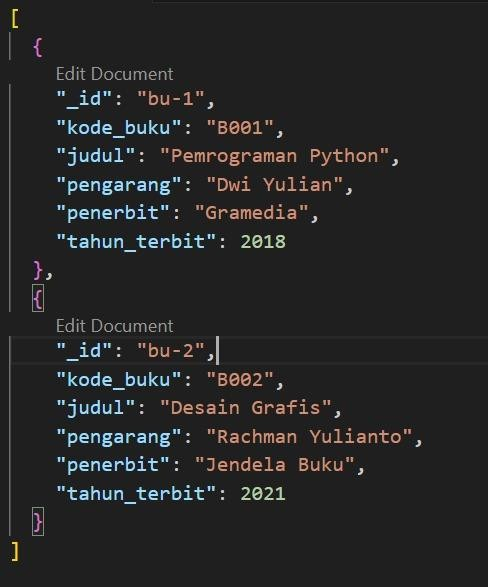 [
{
Edit Document
"_id": "bu-1",
"kode_buku": "B001",
"judul": "Pemrograman Python",
"pengarang": "Dwi Yulian",
"penerbit": "Gramedia",
"tahun_terbit": 2018
},
{
Edit Document
"_id": "bu-2",
"kode_buku": "B002",
"judul": "Desain Grafis",
"pengarang": "Rachman Yulianto",
"penerbit": "Jendela Buku",
"tahun_terbit": 2021
}
]